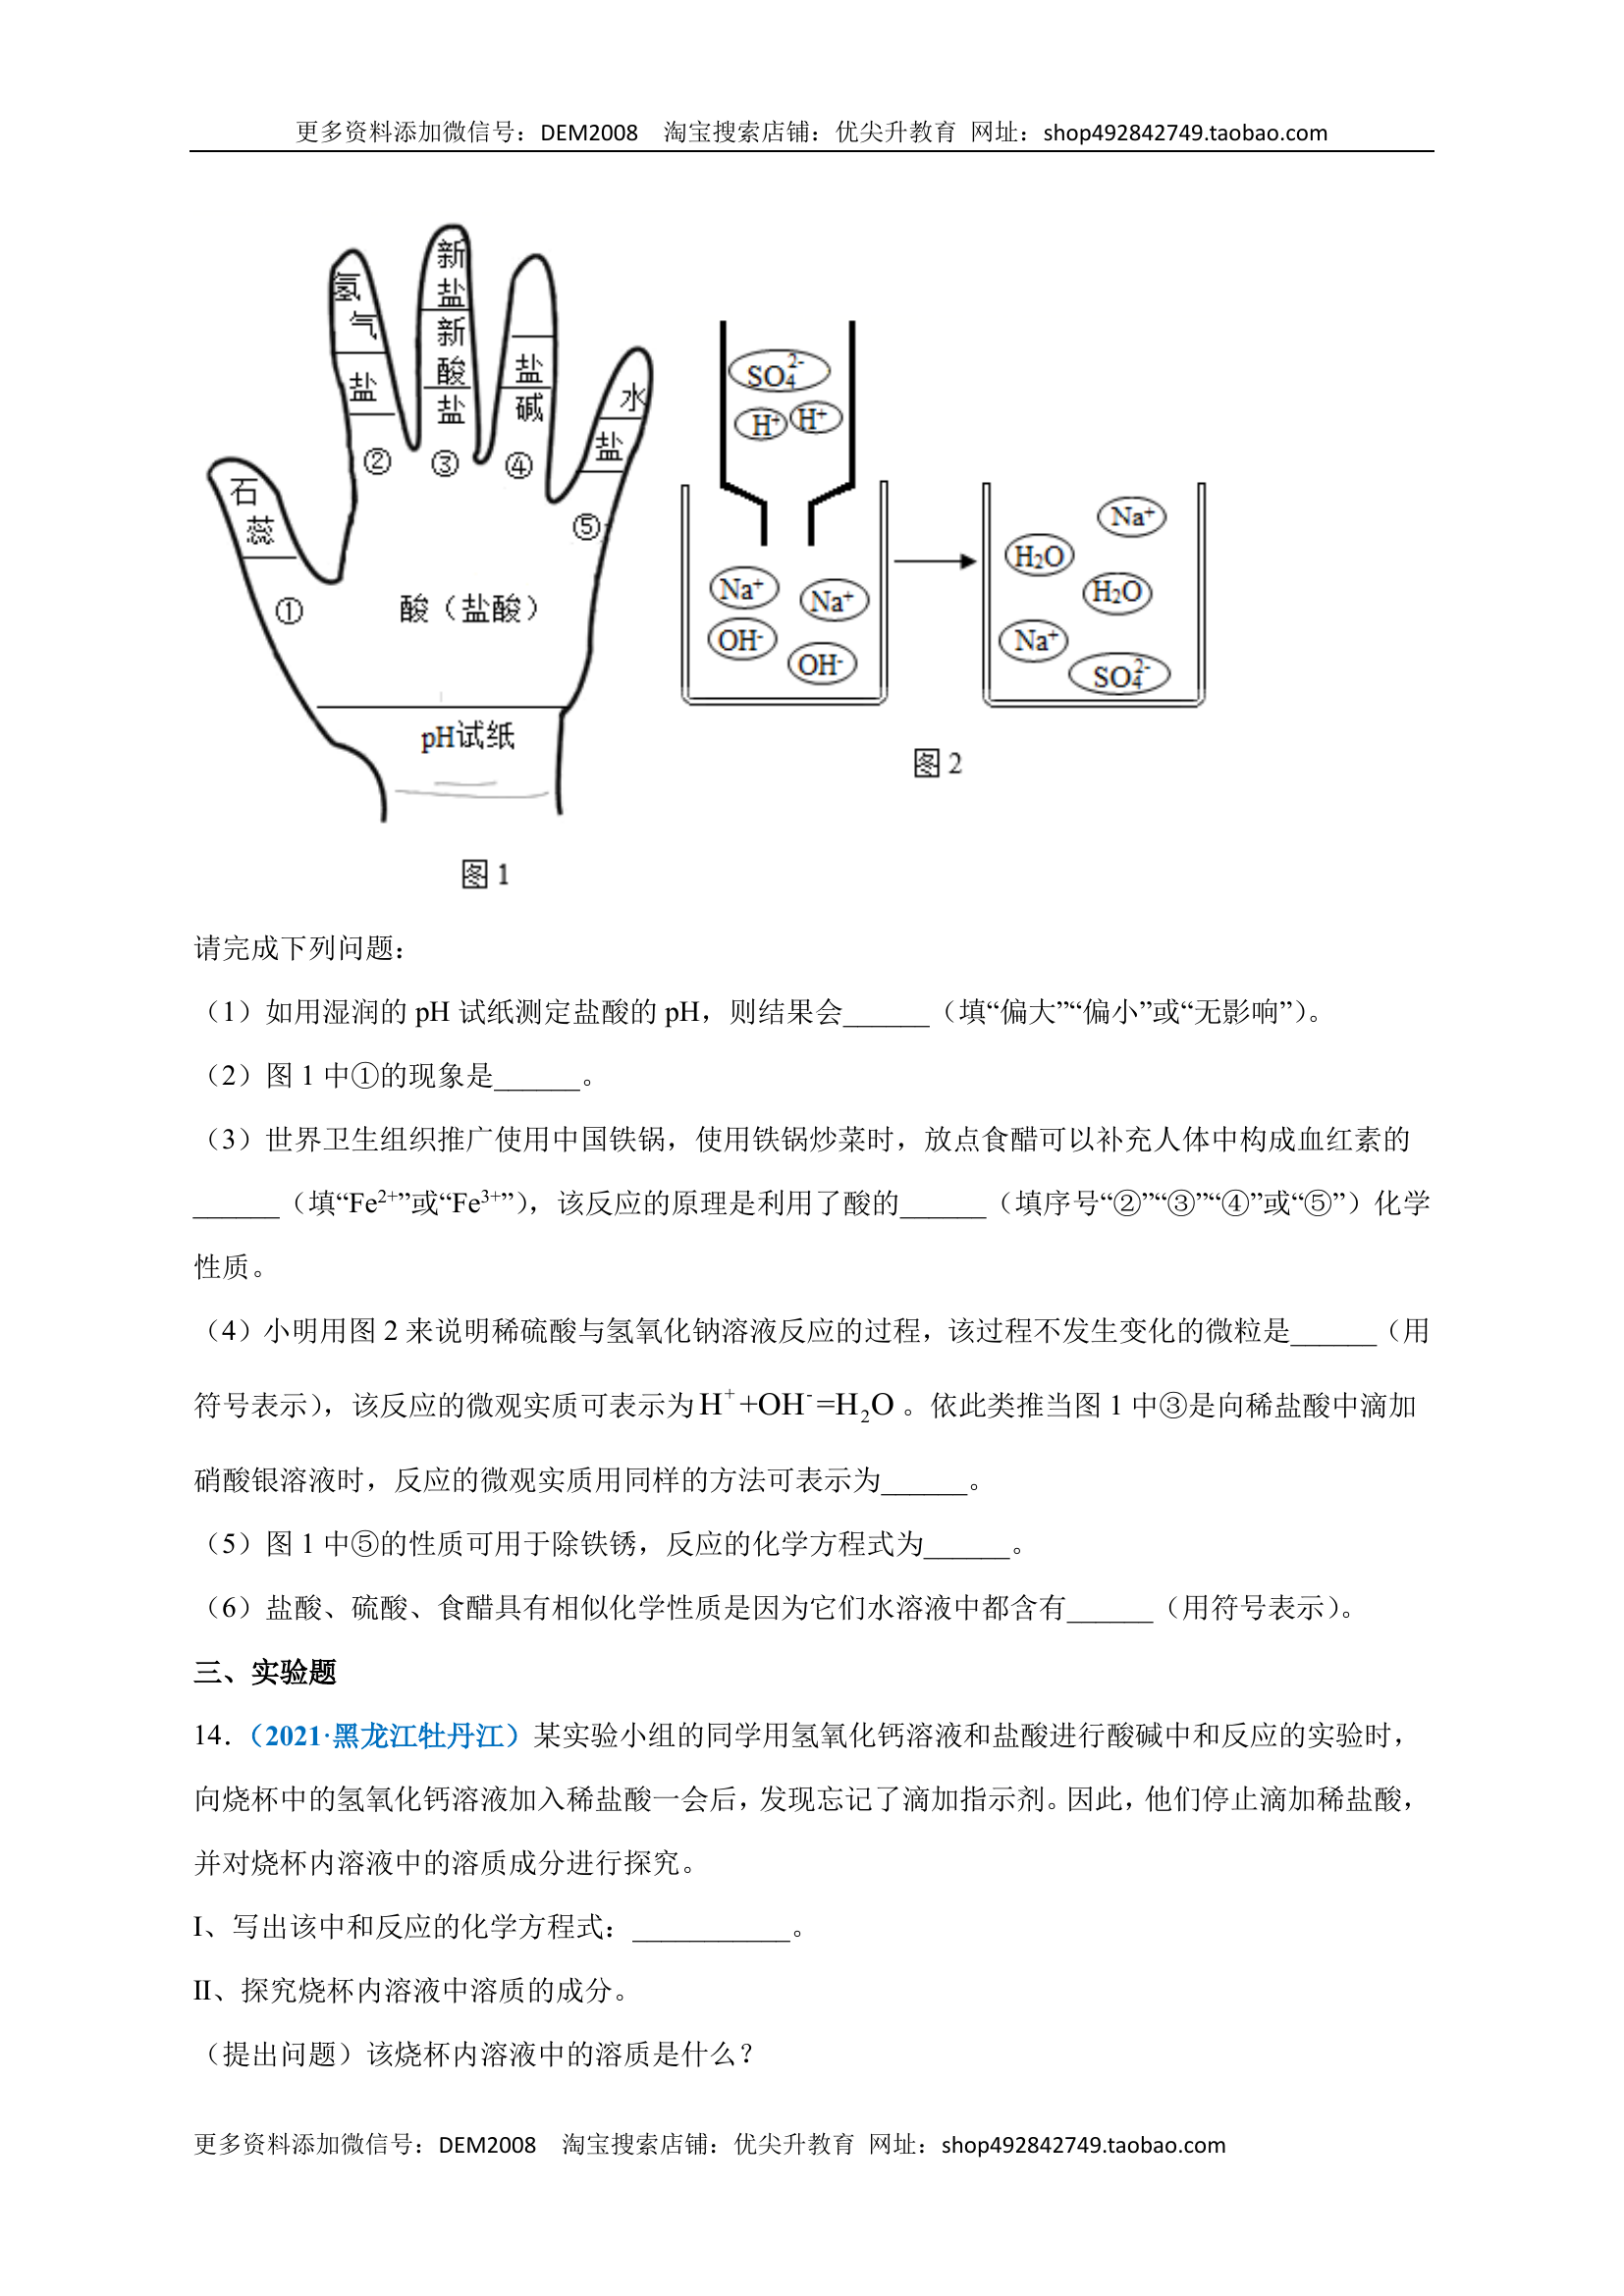 更多资料添加微信号：DEM2008 淘宝搜索店铺：优尖升教育 网址：shop492842749.taobao.com
新
盐
氢
气
新
酸
盐
盐
盐
碱
水
盐
②
③
④
⑤
石
蕊
①
酸（盐酸）
pH试纸
图 1
SO₄²⁻
H⁺ H⁺
Na⁺ Na⁺
OH⁻ OH⁻
Na⁺
H₂O
H₂O
Na⁺
SO₄²⁻
图 2
请完成下列问题：
（1）如用湿润的 pH 试纸测定盐酸的 pH，则结果会______（填“偏大”“偏小”或“无影响”）。
（2）图 1 中①的现象是______。
（3）世界卫生组织推广使用中国铁锅，使用铁锅炒菜时，放点食醋可以补充人体中构成血红素的
______（填“Fe²⁺”或“Fe³⁺”），该反应的原理是利用了酸的______（填序号“②”“③”“④”或“⑤”）化学
性质。
（4）小明用图 2 来说明稀硫酸与氢氧化钠溶液反应的过程，该过程不发生变化的微粒是______（用
符号表示），该反应的微观实质可表示为H⁺+OH⁻=H₂O。依此类推当图 1 中③是向稀盐酸中滴加
硝酸银溶液时，反应的微观实质用同样的方法可表示为______。
（5）图 1 中⑤的性质可用于除铁锈，反应的化学方程式为______。
（6）盐酸、硫酸、食醋具有相似化学性质是因为它们水溶液中都含有______（用符号表示）。
三、实验题
14．（2021·黑龙江牡丹江）某实验小组的同学用氢氧化钙溶液和盐酸进行酸碱中和反应的实验时，
向烧杯中的氢氧化钙溶液加入稀盐酸一会后，发现忘记了滴加指示剂。因此，他们停止滴加稀盐酸，
并对烧杯内溶液中的溶质成分进行探究。
I、写出该中和反应的化学方程式：___________。
II、探究烧杯内溶液中溶质的成分。
（提出问题）该烧杯内溶液中的溶质是什么？
更多资料添加微信号：DEM2008 淘宝搜索店铺：优尖升教育 网址：shop492842749.taobao.com